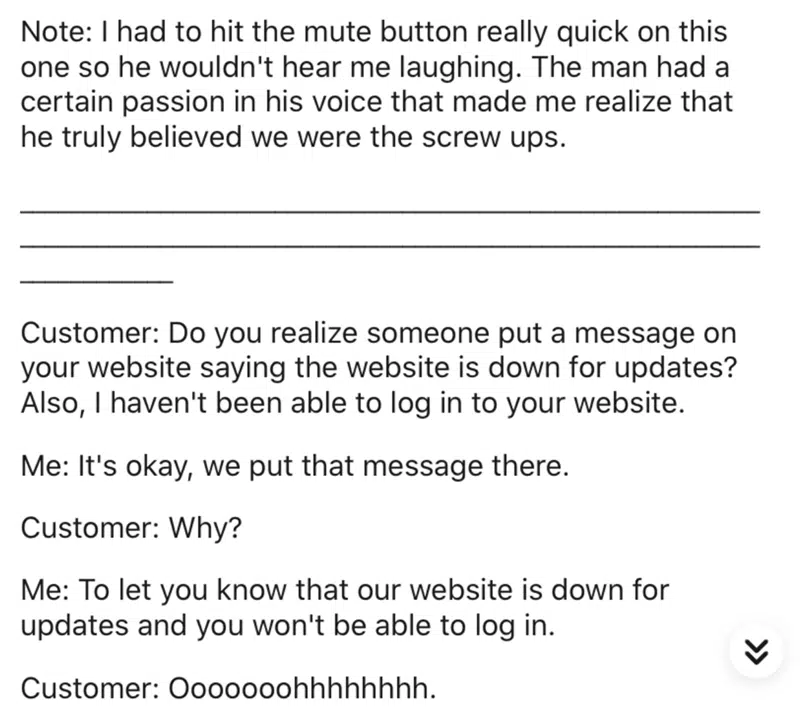 Note: I had to hit the mute button really quick on this
one so he wouldn't hear me laughing. The man had a
certain passion in his voice that made me realize that
he truly believed we were the screw ups.
Customer: Do you realize someone put a message on
your website saying the website is down for updates?
Also, I haven't been able to log in to your website.
Me: It's okay, we put that message there.
Customer: Why?
Me: To let you know that our website is down for
updates and you won't be able to log in.
Customer: Ooooooohhhhhhhhh.